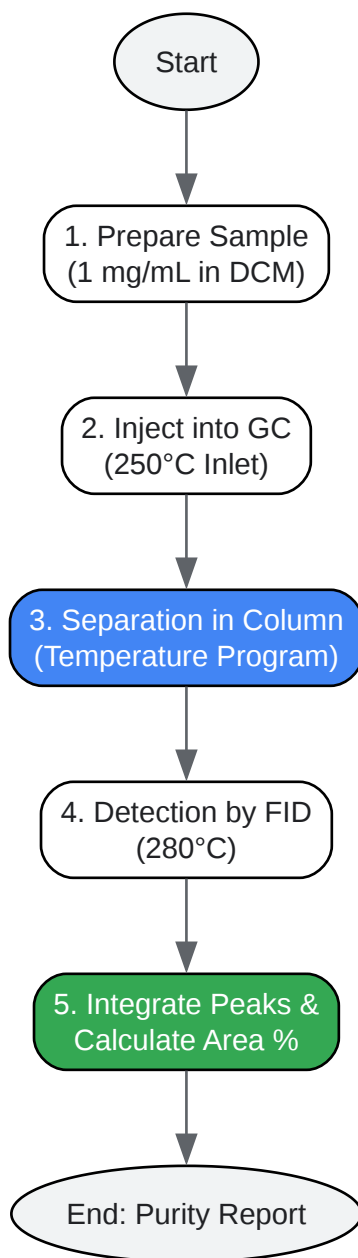 Start
1. Prepare Sample
(1 mg/mL in DCM)
2. Inject into GC
(250°C Inlet)
3. Separation in Column
(Temperature Program)
4. Detection by FID
(280°C)
5. Integrate Peaks &
Calculate Area %
End: Purity Report